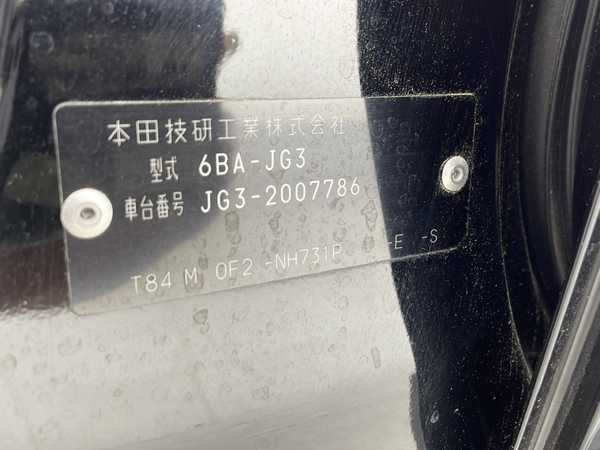 本田技研工業株式会社
型式 6BA-JG3
車台番号 JG3-2007786
T84 M 0F2 -NH731P -E -S